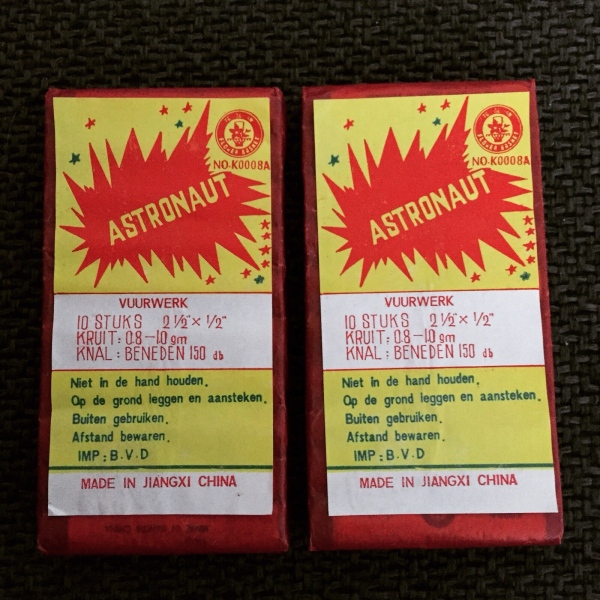 NO.K0008A
ASTRONAUT
VUURWERK
10 STUKS 2 ½" × ½"
KRUIT: 0.8-1.0 gm
KNAL: BENEDEN 150 db
Niet in de hand houden.
Op de grond leggen en aansteken.
Buiten gebruiken.
Afstand bewaren.
IMP: B.V.D
MADE IN JIANGXI CHINA
NO.K0008A
ASTRONAUT
VUURWERK
10 STUKS 2 ½" × ½"
KRUIT: 0.8-1.0 gm
KNAL: BENEDEN 150 db
Niet in de hand houden.
Op de grond leggen en aansteken.
Buiten gebruiken.
Afstand bewaren.
IMP: B.V.D
MADE IN JIANGXI CHINA